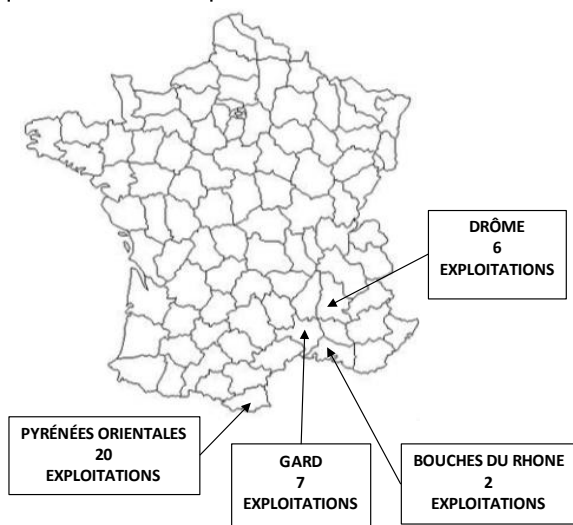 DRÔME
6
EXPLOITATIONS
PYRÉNÉES ORIENTALES
20
EXPLOITATIONS
GARD
7
EXPLOITATIONS
BOUCHES DU RHONE
2
EXPLOITATIONS